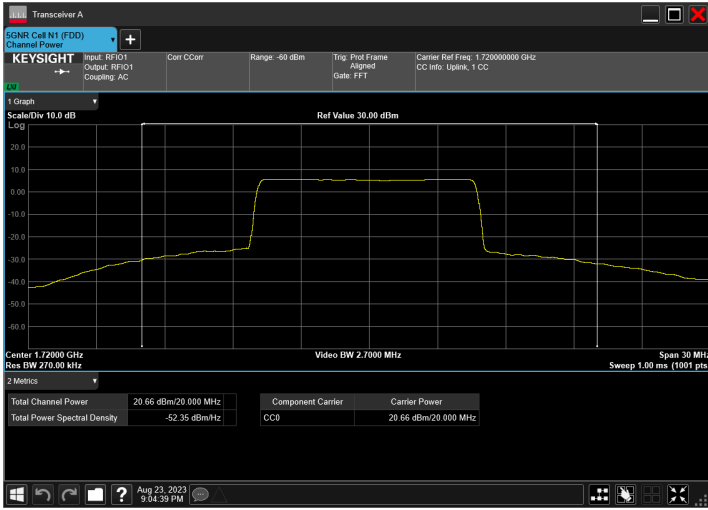 Transceiver A
5GNR Cell N1 (FDD)
Channel Power
KEYSIGHT
Input: RFIO1
Output: RFIO1
Coupling: AC
Corr CCorr
Range: -60 dBm
Trig: Prot Frame
Aligned
Gate: FFT
Carrier Ref Freq: 1.720000000 GHz
CC Info: Uplink, 1 CC
LXI
1 Graph
Scale/Div 10.0 dB
Ref Value 30.00 dBm
Log
20.0
10.0
0.00
-10.0
-20.0
-30.0
-40.0
-50.0
-60.0
Center 1.72000 GHz
Video BW 2.7000 MHz
Span 30 MHz
Res BW 270.00 kHz
Sweep 1.00 ms (1001 pts
2 Metrics
Total Channel Power 20.66 dBm/20.000 MHz
Total Power Spectral Density -52.35 dBm/Hz
Component Carrier Carrier Power
CC0 20.66 dBm/20.000 MHz
?
Aug 23, 2023
9:04:39 PM